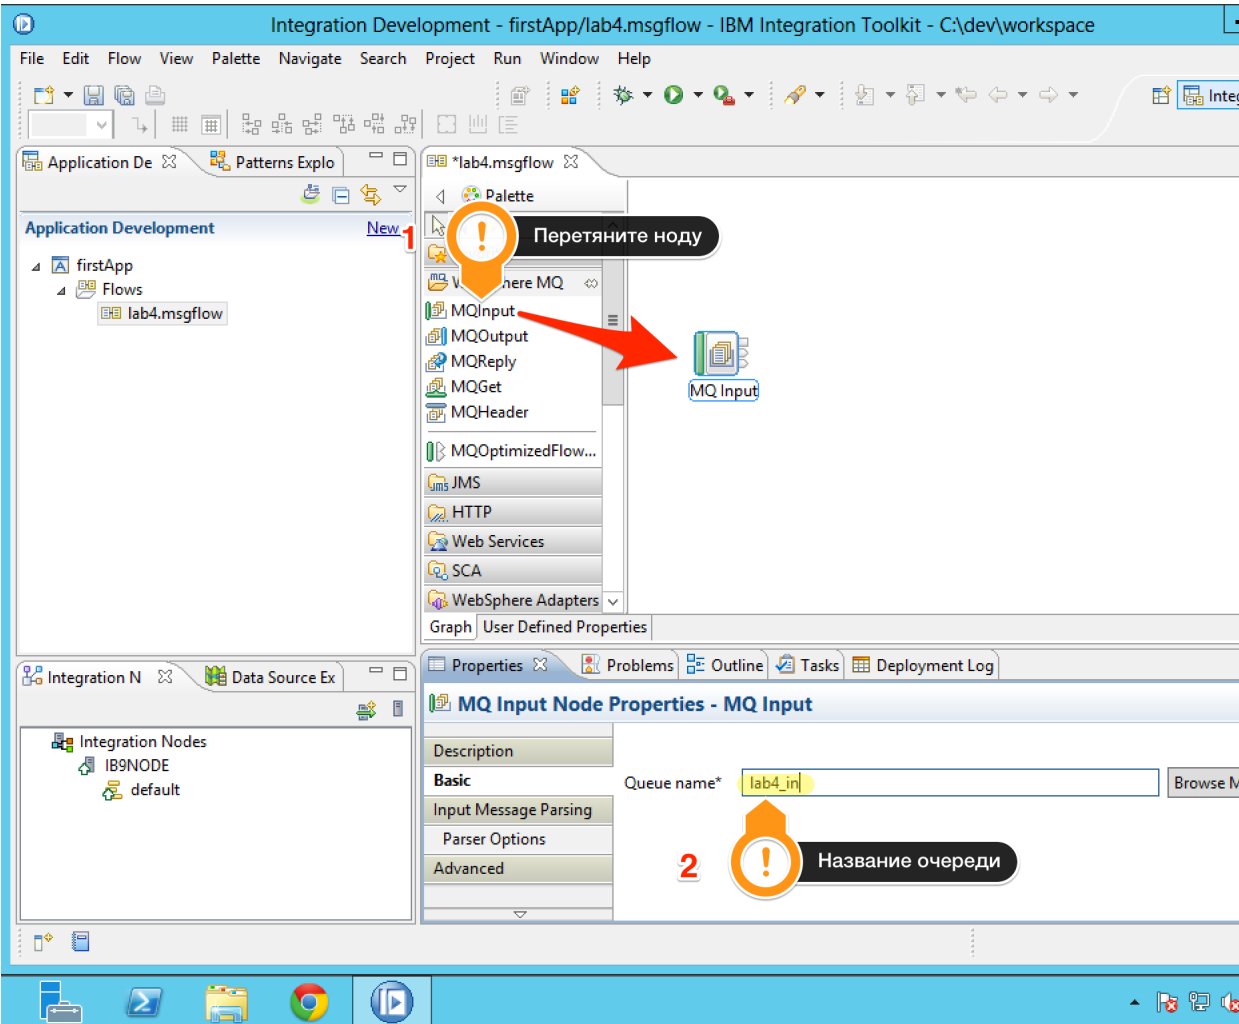 Integration Development - firstApp/lab4.msgflow - IBM Integration Toolkit - C:\dev\workspace
File Edit Flow View Palette Navigate Search Project Run Window Help
Application De
Patterns Explo
*lab4.msgflow
Palette
Application Development
New
1
Перетяните ноду
firstApp
Flows
lab4.msgflow
here MQ
MQInput
MQOutput
MQReply
MQGet
MQHeader
MQOptimizedFlow...
JMS
HTTP
Web Services
SCA
WebSphere Adapters
MQ Input
Graph
User Defined Properties
Integration N
Data Source Ex
Integration Nodes
IB9NODE
default
Properties
Problems
Outline
Tasks
Deployment Log
MQ Input Node Properties - MQ Input
Description
Basic
Input Message Parsing
Parser Options
Advanced
Queue name*
lab4_in
Browse M
2
Название очереди